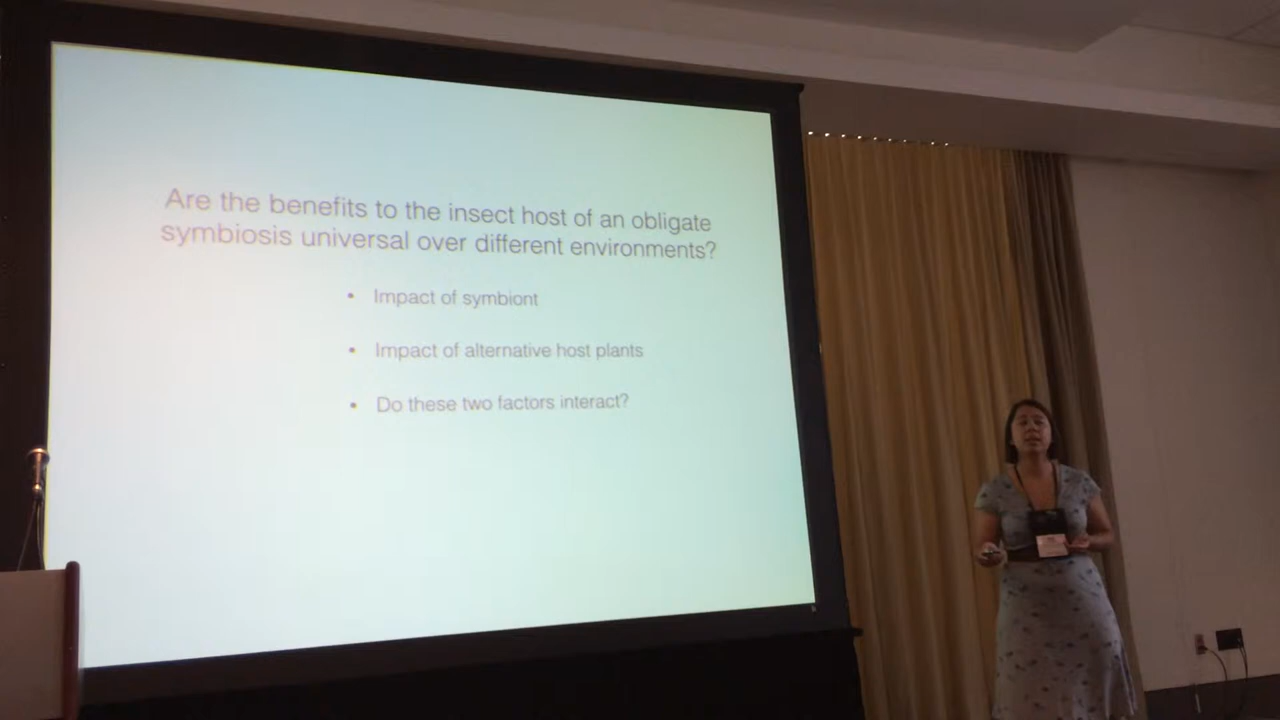 Are the benefits to the insect host of an obligate
symbiosis universal over different environments?
• Impact of symbiont
• Impact of alternative host plants
• Do these two factors interact?